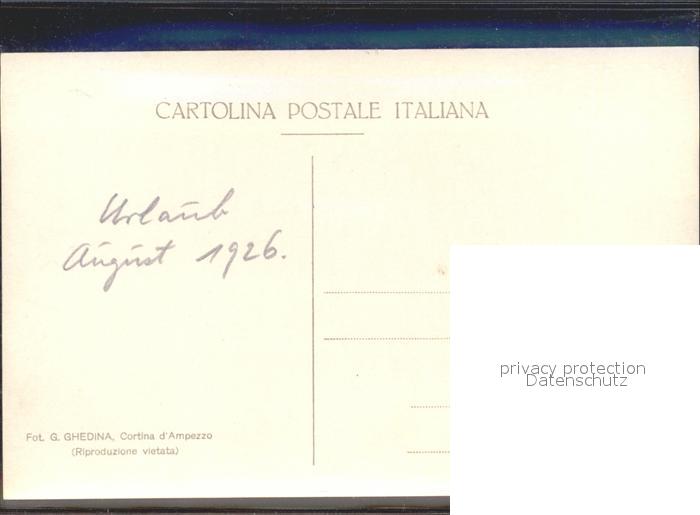 CARTOLINA POSTALE ITALIANA
Urlaub
August 1926.
privacy protection
Datenschutz
Fot. G. GHEDINA, Cortina d'Ampezzo
(Riproduzione vietata)